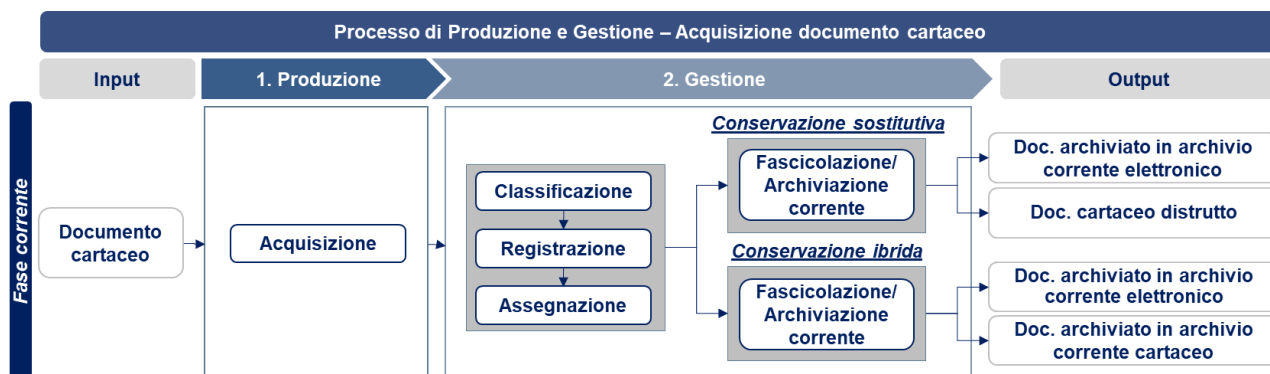 Processo di Produzione e Gestione – Acquisizione documento cartaceo
Input
1. Produzione
2. Gestione
Output
Fase corrente
Documento
cartaceo
Acquisizione
Classificazione
Registrazione
Assegnazione
Conservazione sostitutiva
Fascicolazione/
Archiviazione
corrente
Conservazione ibrida
Fascicolazione/
Archiviazione
corrente
Doc. archiviato in archivio
corrente elettronico
Doc. cartaceo distrutto
Doc. archiviato in archivio
corrente elettronico
Doc. archiviato in archivio
corrente cartaceo